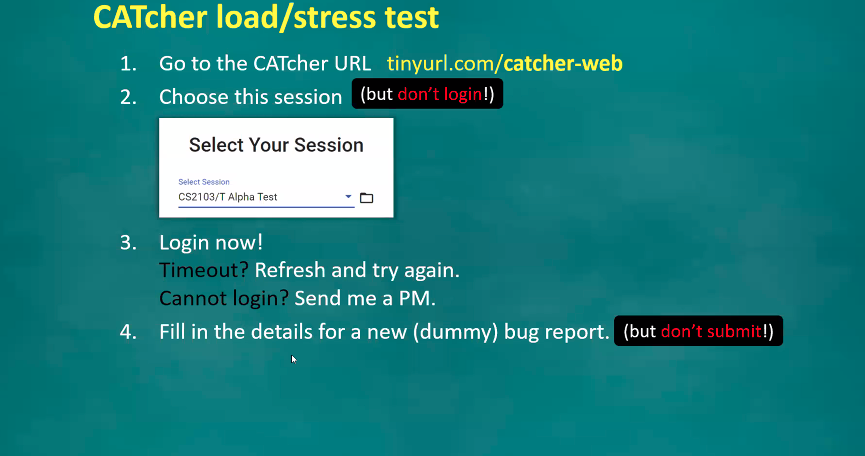 CATcher load/stress test
1. Go to the CATcher URL tinyurl.com/catcher-web
2. Choose this session (but don't login!)
Select Your Session
Select Session
CS2103/T Alpha Test
3. Login now!
Timeout? Refresh and try again.
Cannot login? Send me a PM.
4. Fill in the details for a new (dummy) bug report. (but don't submit!)